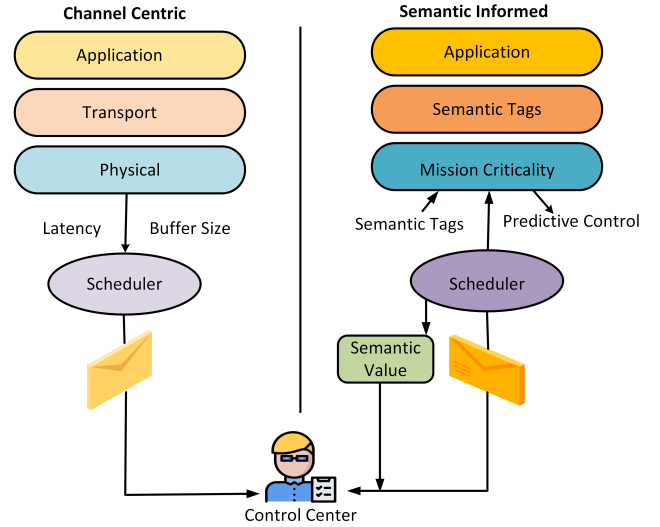 Channel Centric
Application
Transport
Physical
Latency
Buffer Size
Scheduler
Semantic Informed
Application
Semantic Tags
Mission Criticality
Semantic Tags
Predictive Control
Scheduler
Semantic
Value
Control Center